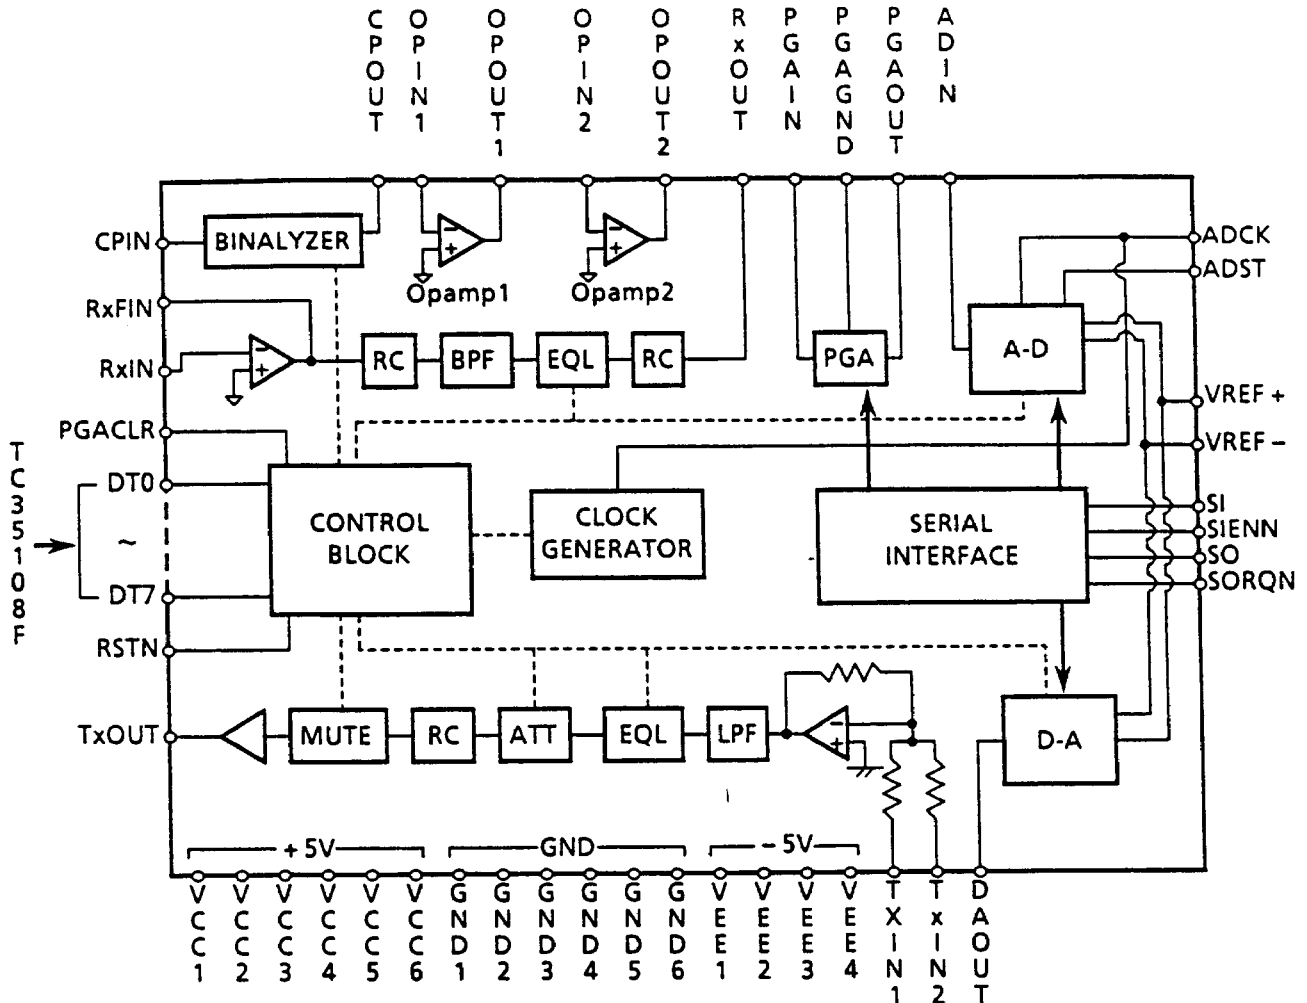 CPOUT
OPIN1
OPOUT1
OPIN2
OPOUT2
RxOUT
PGAIN
PGAGND
PGAOUT
ADIN
CPIN
BINALYZER
- +
Opamp1
- +
Opamp2
ADCK
ADST
RxFIN
RxIN
- +
RC
BPF
EQL
RC
PGA
A-D
VREF +
VREF -
PGACLR
TC35108F
DT0
~
DT7
CONTROL
BLOCK
CLOCK
GENERATOR
SERIAL
INTERFACE
SI
SIENN
SO
SORQN
RSTN
TxOUT
MUTE
RC
ATT
EQL
LPF
- +
D-A
+5V
GND
-5V
VCC1
VCC2
VCC3
VCC4
VCC5
VCC6
GND1
GND2
GND3
GND4
GND5
GND6
VEE1
VEE2
VEE3
VEE4
TXIN1
TxIN2
DAOUT